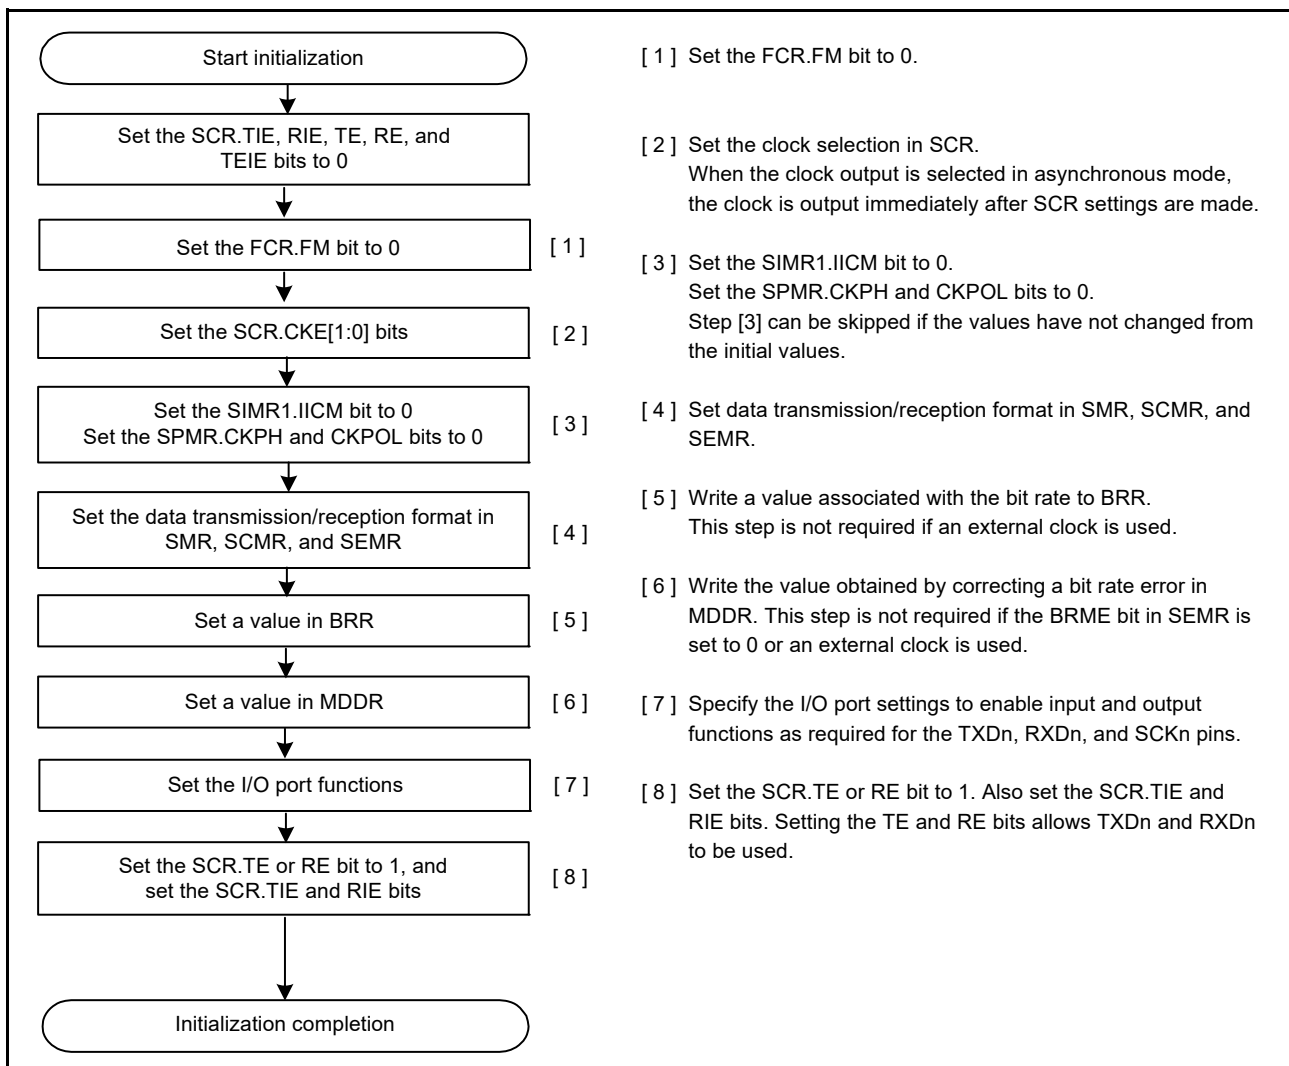 Start initialization
Set the SCR.TIE, RIE, TE, RE, and
TEIE bits to 0
Set the FCR.FM bit to 0
[ 1 ]
Set the SCR.CKE[1:0] bits
[ 2 ]
Set the SIMR1.IICM bit to 0
Set the SPMR.CKPH and CKPOL bits to 0
[ 3 ]
Set the data transmission/reception format in
SMR, SCMR, and SEMR
[ 4 ]
Set a value in BRR
[ 5 ]
Set a value in MDDR
[ 6 ]
Set the I/O port functions
[ 7 ]
Set the SCR.TE or RE bit to 1, and
set the SCR.TIE and RIE bits
[ 8 ]
Initialization completion
[ 1 ] Set the FCR.FM bit to 0.
[ 2 ] Set the clock selection in SCR.
When the clock output is selected in asynchronous mode,
the clock is output immediately after SCR settings are made.
[ 3 ] Set the SIMR1.IICM bit to 0.
Set the SPMR.CKPH and CKPOL bits to 0.
Step [3] can be skipped if the values have not changed from
the initial values.
[ 4 ] Set data transmission/reception format in SMR, SCMR, and
SEMR.
[ 5 ] Write a value associated with the bit rate to BRR.
This step is not required if an external clock is used.
[ 6 ] Write the value obtained by correcting a bit rate error in
MDDR. This step is not required if the BRME bit in SEMR is
set to 0 or an external clock is used.
[ 7 ] Specify the I/O port settings to enable input and output
functions as required for the TXDn, RXDn, and SCKn pins.
[ 8 ] Set the SCR.TE or RE bit to 1. Also set the SCR.TIE and
RIE bits. Setting the TE and RE bits allows TXDn and RXDn
to be used.